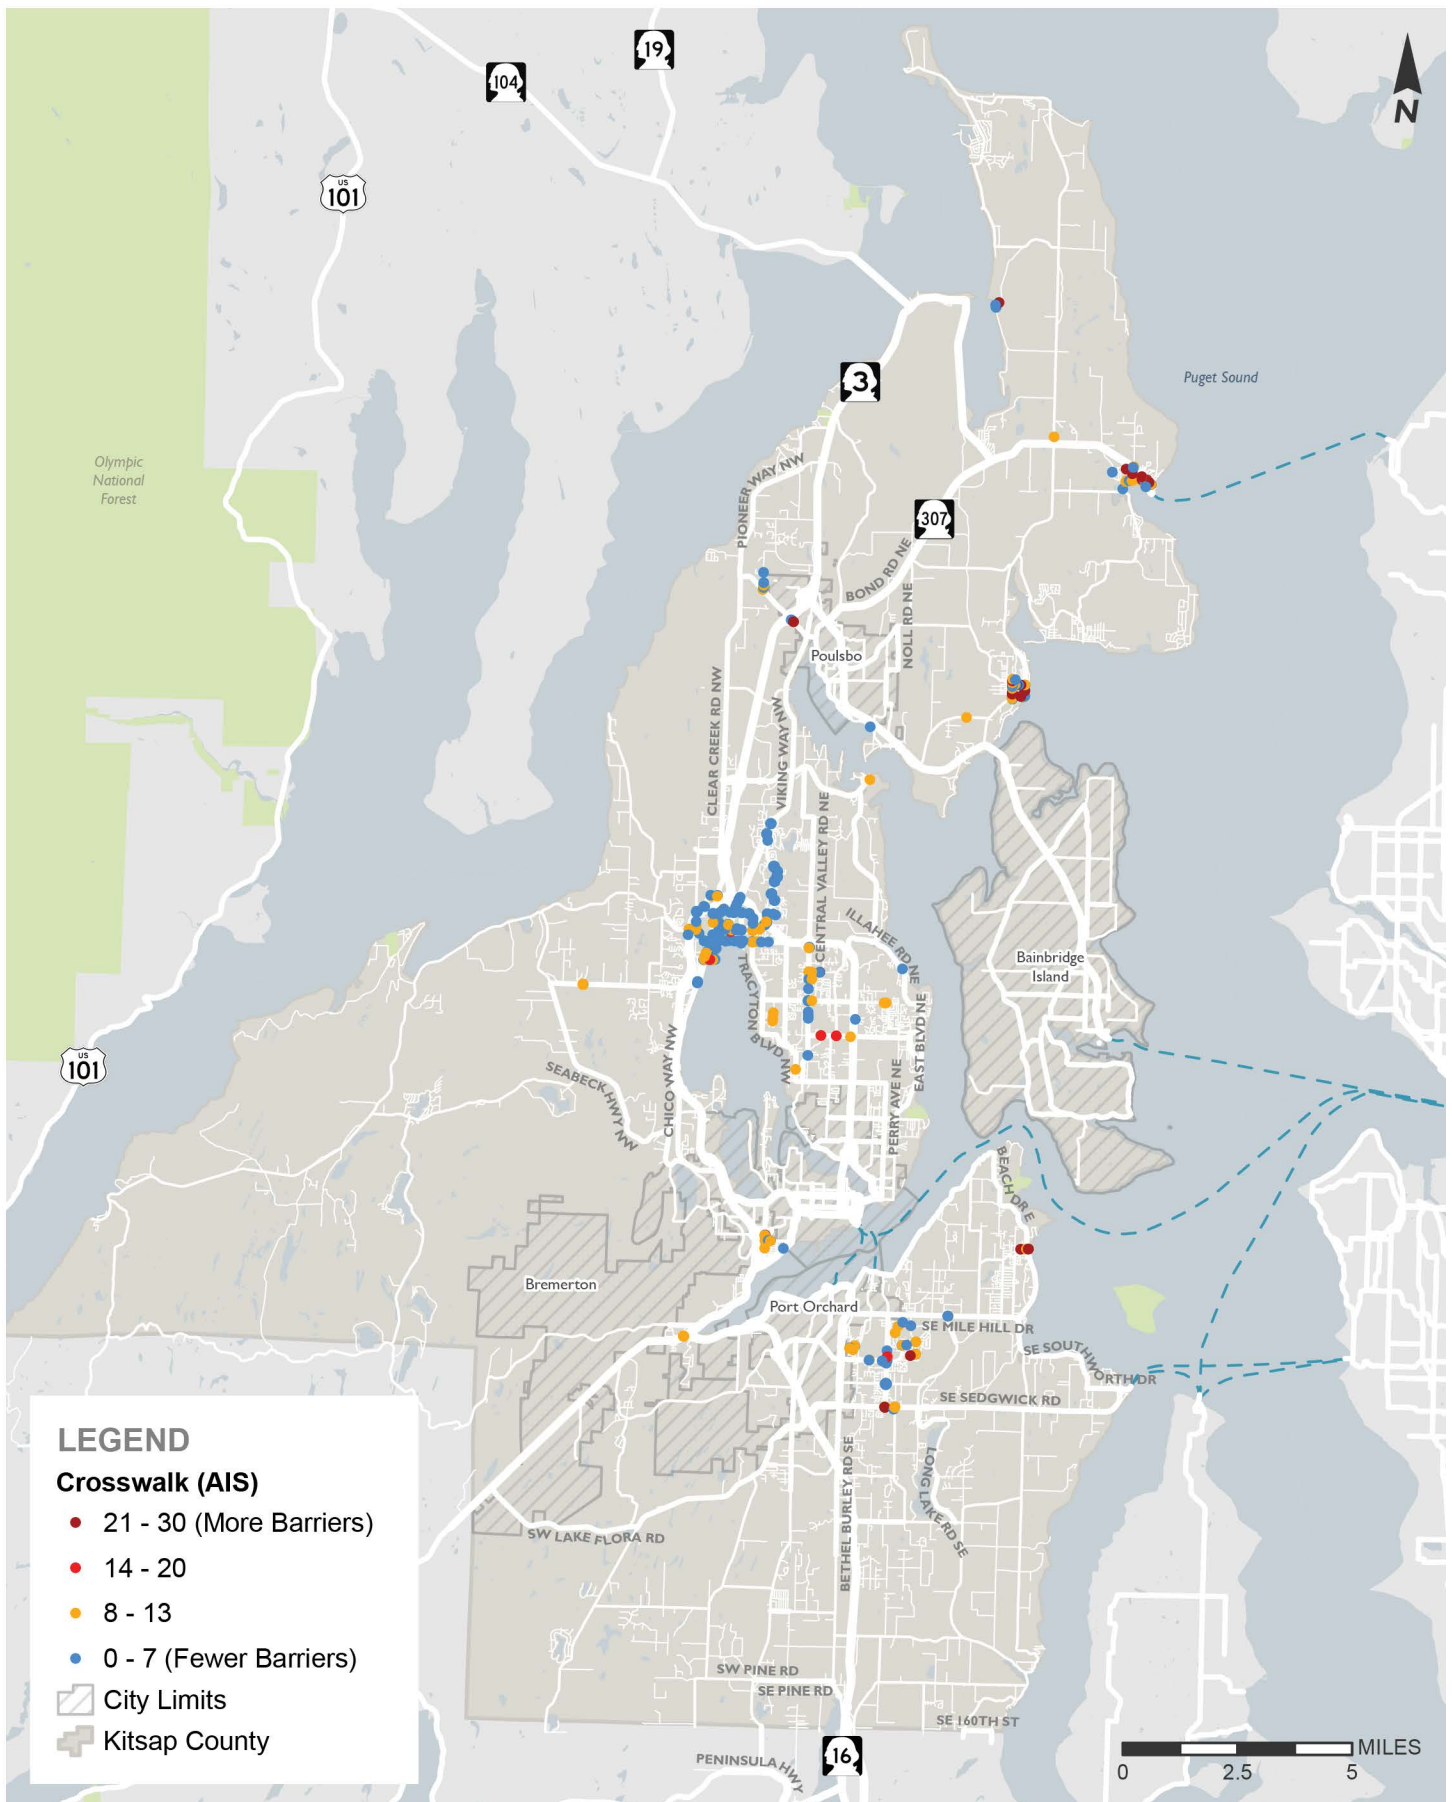 19
104
N
US
101
3
Puget Sound
Olympic
National
Forest
PIONEER WAY NW
307
BOND RD NE
NOLL RD NE
Poulsbo
CLEAR CREEK RD NW
VIKING WAY NW
CENTRAL VALLEY RD NE
ILLAHEE RD NE
Bainbridge
Island
TRACYTON BLVD NW
EAST BLVD NE
US
101
SEABECK HWY NW
CHICO WAY NW
PERRY AVE NE
BEACH DR E
Bremerton
Port Orchard
SE MILE HILL DR
SE SOUTHWORTH DR
SE SEDGWICK RD
LEGEND
Crosswalk (AIS)
21 - 30 (More Barriers)
14 - 20
8 - 13
0 - 7 (Fewer Barriers)
City Limits
Kitsap County
BETHEL BURLEY RD SE
LONG LAKE RD SE
SW LAKE FLORA RD
SW PINE RD
SE PINE RD
SE 160TH ST
PENINSULA HWY
16
MILES
0 2.5 5